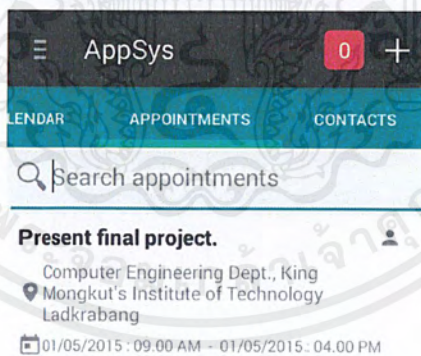 AppSys 0 +
LENDAR APPOINTMENTS CONTACTS
Search appointments
Present final project.
Computer Engineering Dept., King
Mongkut's Institute of Technology
Ladkrabang
01/05/2015 : 09.00 AM - 01/05/2015 : 04.00 PM